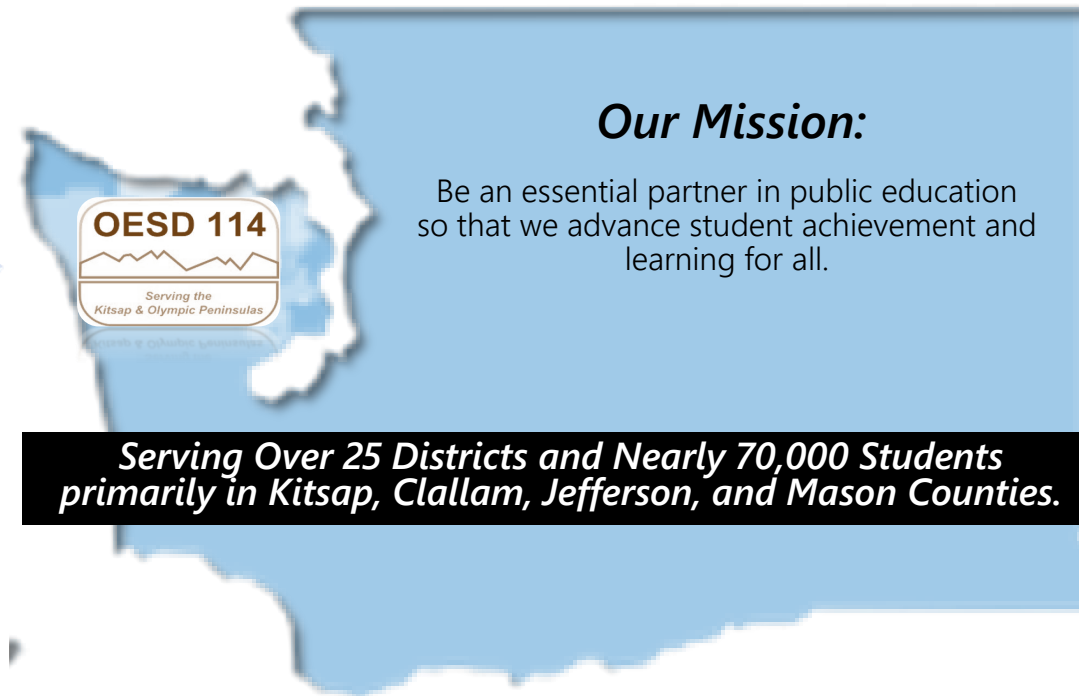 Our Mission:
Be an essential partner in public education
so that we advance student achievement and
learning for all.
OESD 114
Serving the
Kitsap & Olympic Peninsulas
Serving Over 25 Districts and Nearly 70,000 Students
primarily in Kitsap, Clallam, Jefferson, and Mason Counties.